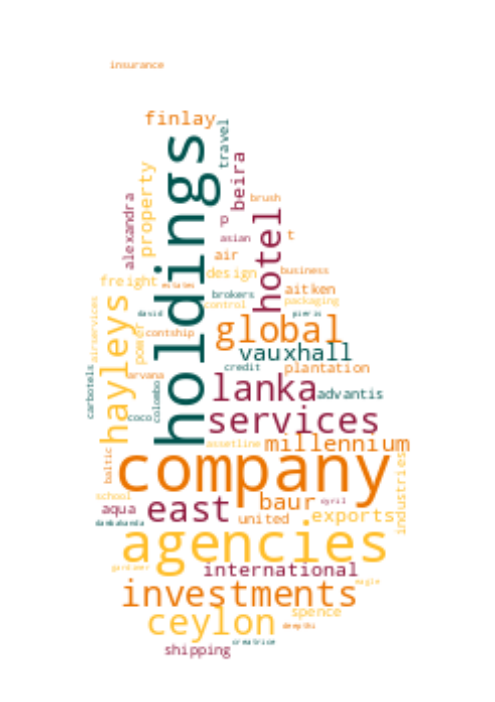 insurance
finlay
travel
holdings
beira
property
alexandra
brush
p
hotel
asian
t
air
design
business
freight
estates
aitken
brokers
packaging
control
hayleys
airservices
david
pieris
global
power
contship
vauxhall
credit
plantation
arvana
carbotels
lanka
advantis
colombo
coco
services
assetline
millennium
baltic
company
industries
school
aqua
east
baur
cyril
united
exports
dambakanda
agencies
gardiner
international
eagle
investments
spence
ceylon
deepthi
creatrice
shipping